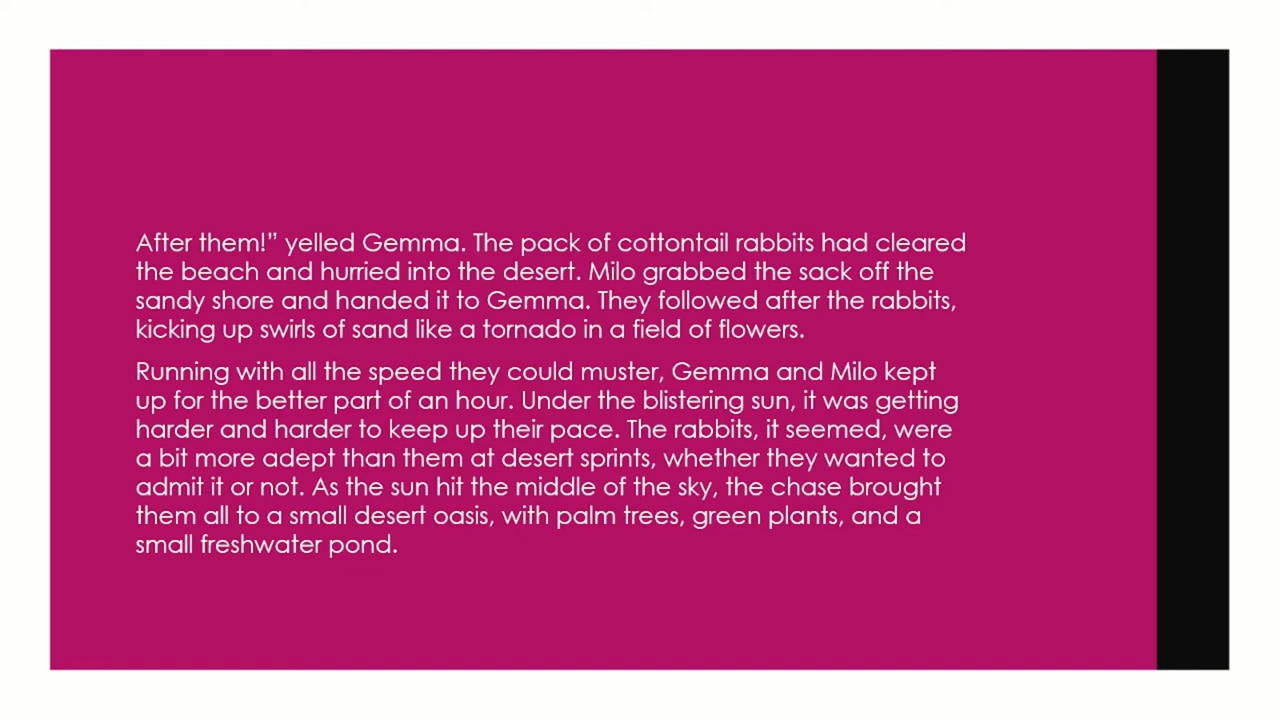 After them!” yelled Gemma. The pack of cottontail rabbits had cleared
the beach and hurried into the desert. Milo grabbed the sack off the
sandy shore and handed it to Gemma. They followed after the rabbits,
kicking up swirls of sand like a tornado in a field of flowers.
Running with all the speed they could muster, Gemma and Milo kept
up for the better part of an hour. Under the blistering sun, it was getting
harder and harder to keep up their pace. The rabbits, it seemed, were
a bit more adept than them at desert sprints, whether they wanted to
admit it or not. As the sun hit the middle of the sky, the chase brought
them all to a small desert oasis, with palm trees, green plants, and a
small freshwater pond.